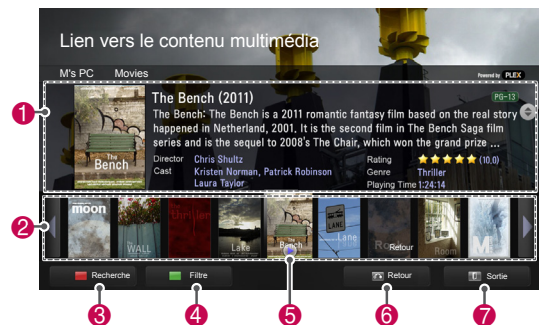 Lien vers le contenu multimédia
M's PC Movies
Powered by PLEX
The Bench (2011)
PG-13
The Bench: The Bench is a 2011 romantic fantasy film based on the real story
happened in Netherland, 2001. It is the second film in The Bench Saga film
series and is the sequel to 2008's The Chair, which won the grand prize ...
The
Bench
Director Chris Shultz
Cast Kristen Norman, Patrick Robinson
Laura Taylor
Rating (10,0)
Genre Thriller
Playing Time 1:24:14
1
2
moon
The
WALL
thriller
Lake
The
Bench
LANE
Lane
Room
Retour
Room
M
Recherche
Filtre
Retour
Sortie
3
4
5
6
7